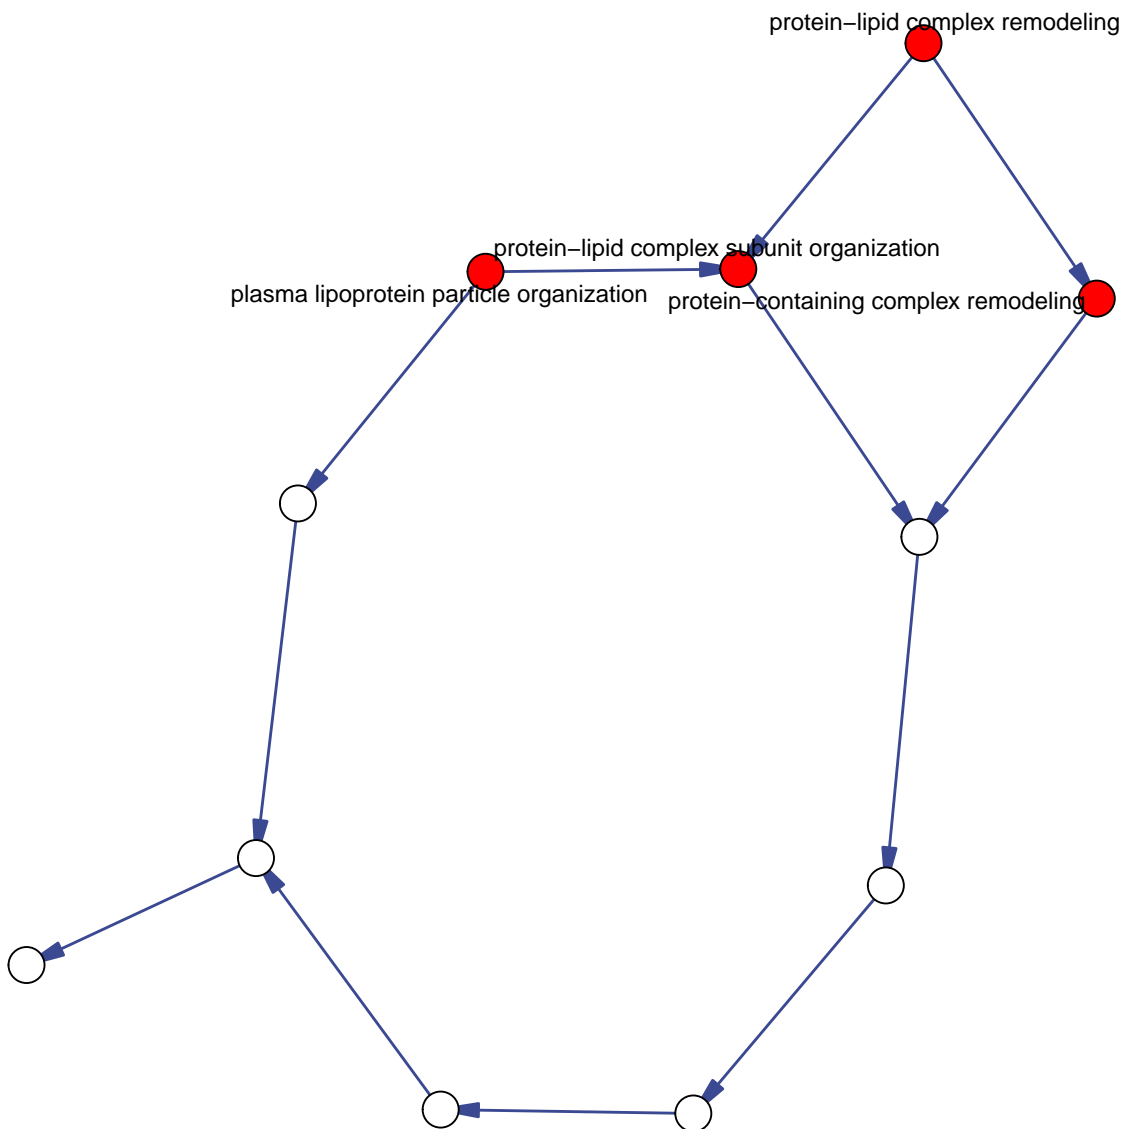 protein−lipid complex remodeling
protein−lipid complex subunit organization
plasma lipoprotein particle organization
protein−containing complex remodeling